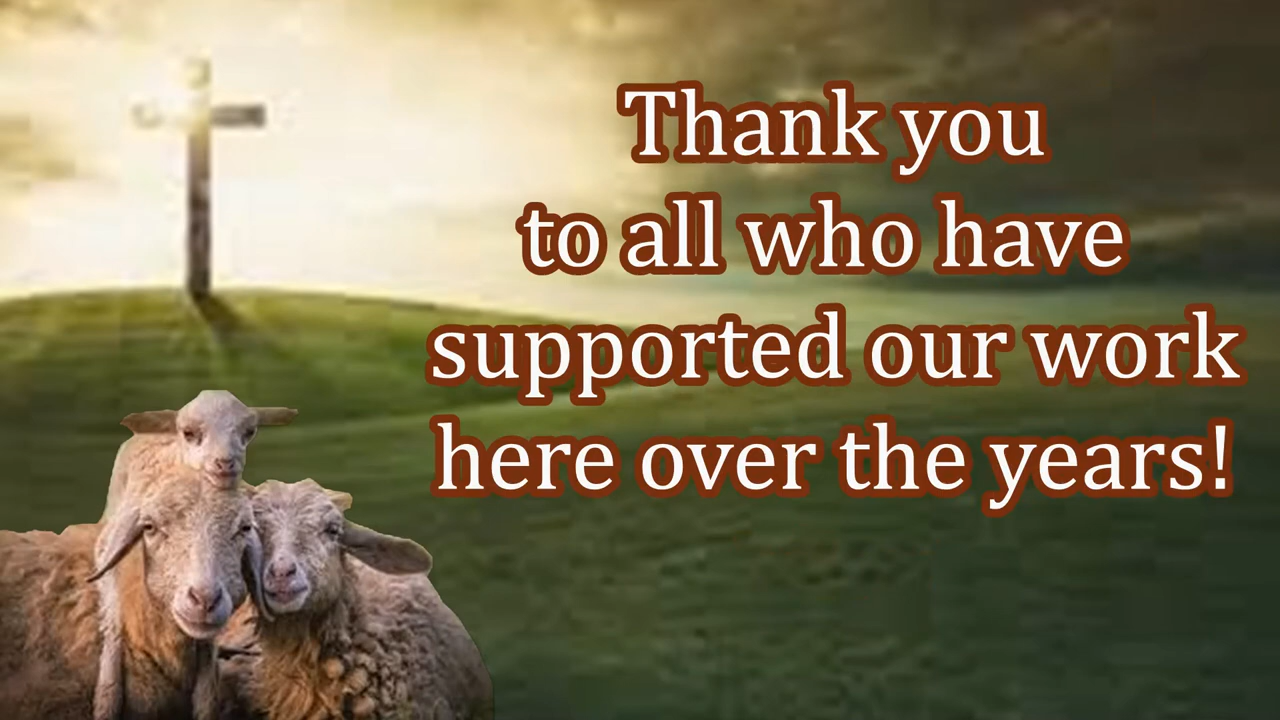 Thank you
to all who have
supported our work
here over the years!